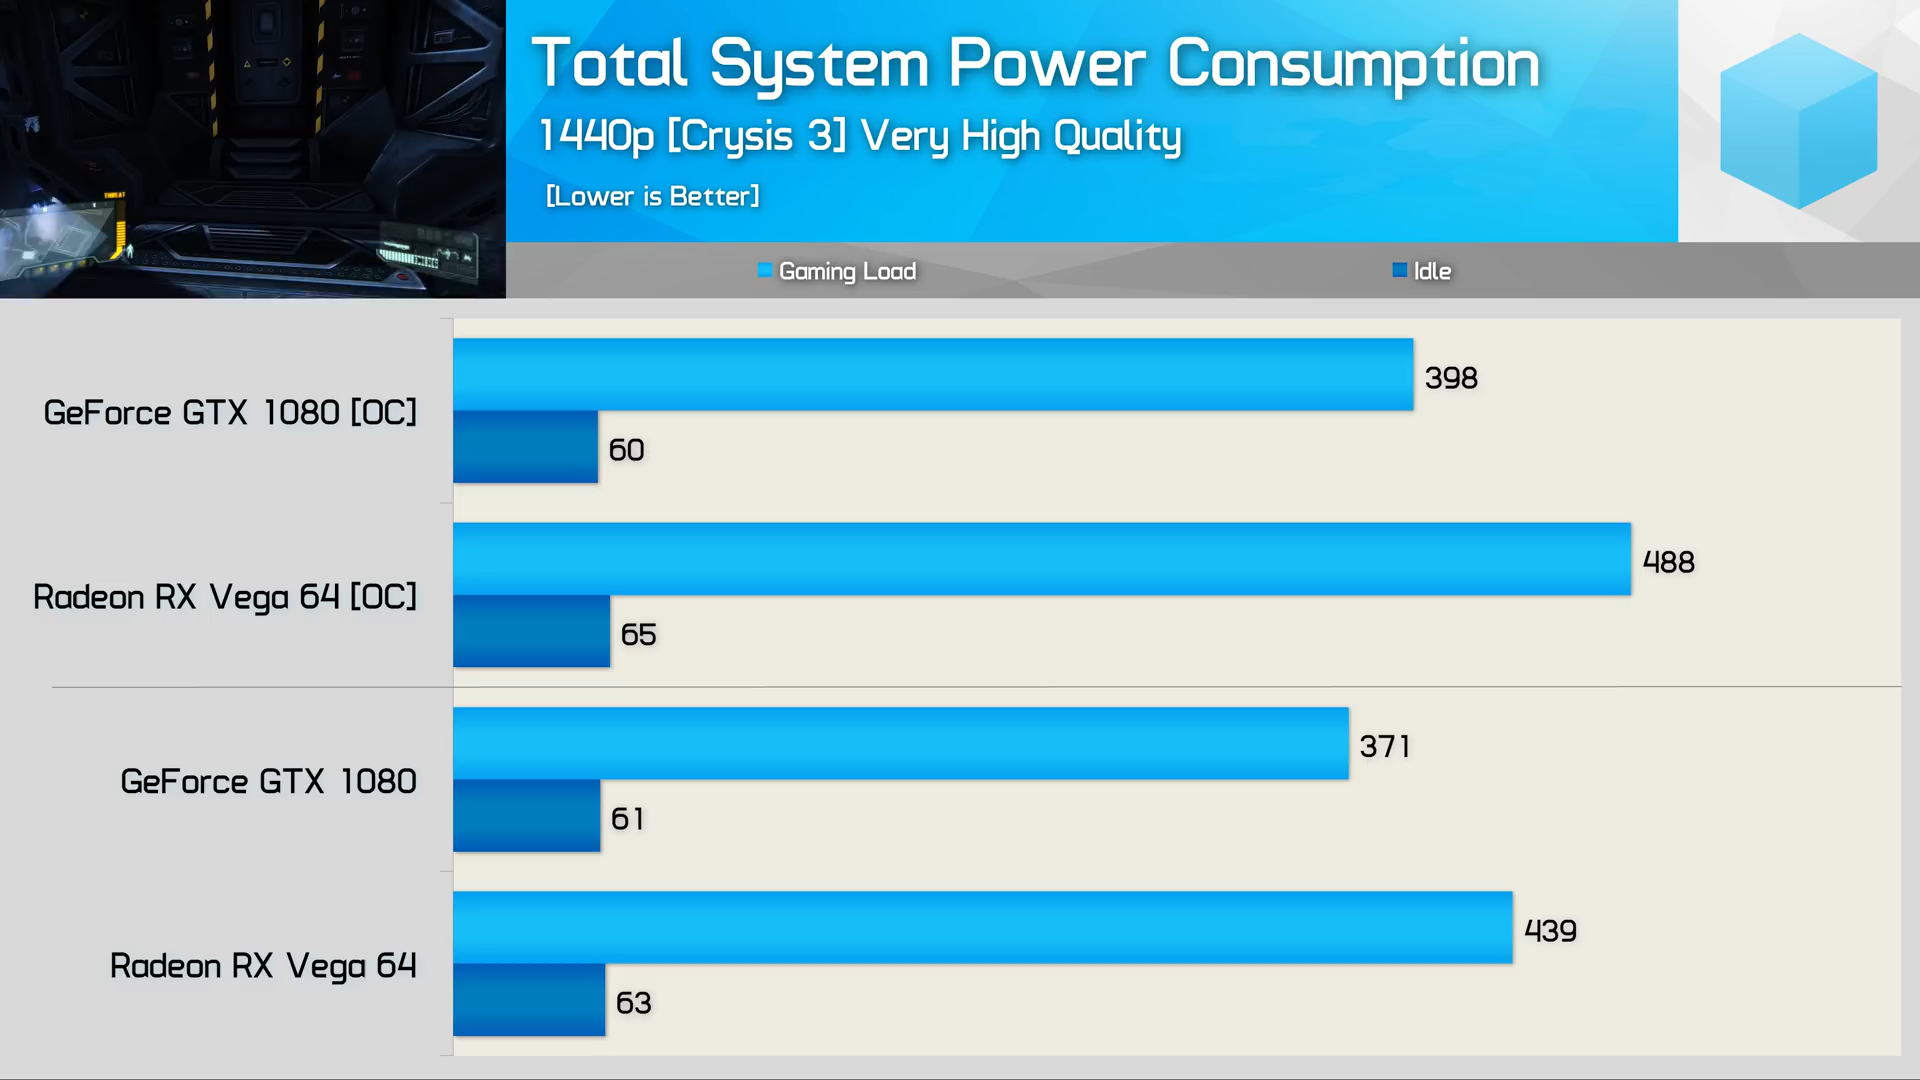 Total System Power Consumption
1440p [Crysis 3] Very High Quality
[Lower is Better]
THREAT
Gaming Load
Idle
GeForce GTX 1080 [OC]
398
60
Radeon RX Vega 64 [OC]
488
65
GeForce GTX 1080
371
61
Radeon RX Vega 64
439
63